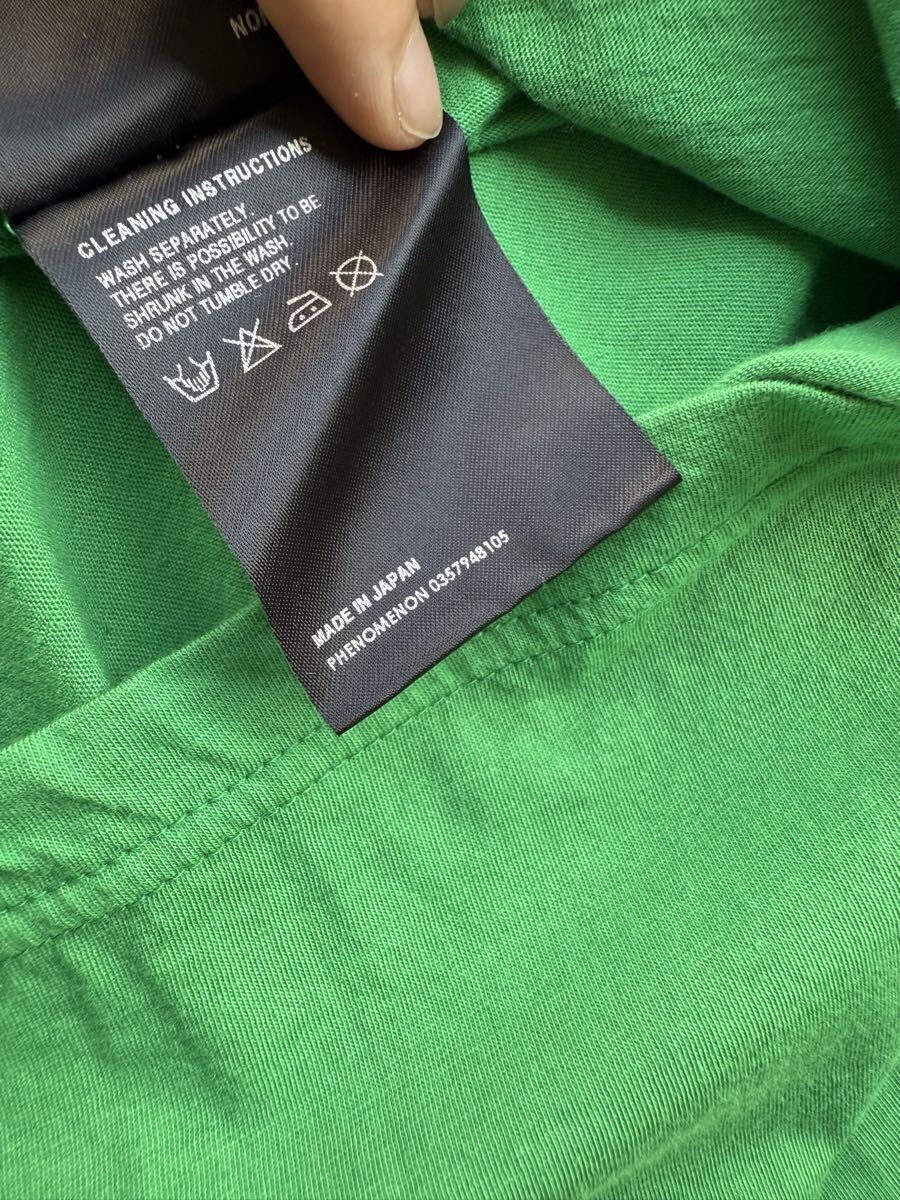 CLEANING INSTRUCTIONS
WASH SEPARATELY
THERE IS POSSIBILITY TO BE
SHRUNK IN THE WASH.
DO NOT TUMBLE DRY.
MADE IN JAPAN
PHENOMENON 0357948105